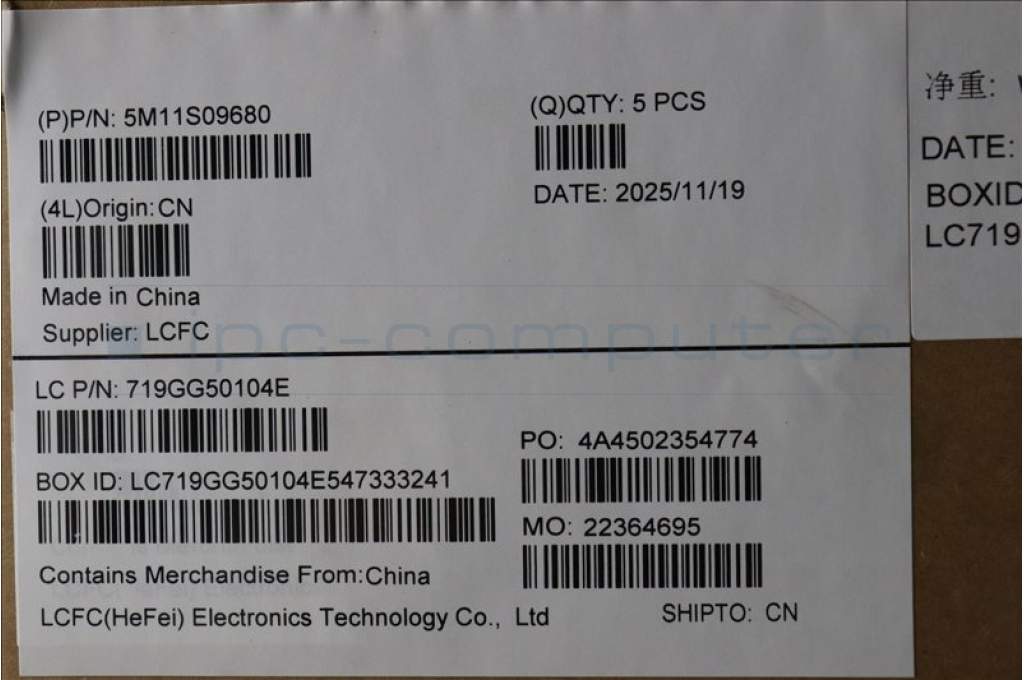 (P)P/N: 5M11S09680
(Q)QTY: 5 PCS
DATE: 2025/11/19
(4L)Origin:CN
Made in China
Supplier: LCFC
ipc-computer
LC P/N: 719GG50104E
PO: 4A4502354774
BOX ID: LC719GG50104E547333241
MO: 22364695
Contains Merchandise From:China
LCFC(HeFei) Electronics Technology Co., Ltd
SHIPTO: CN
净重:
DATE:
BOXID
LC719